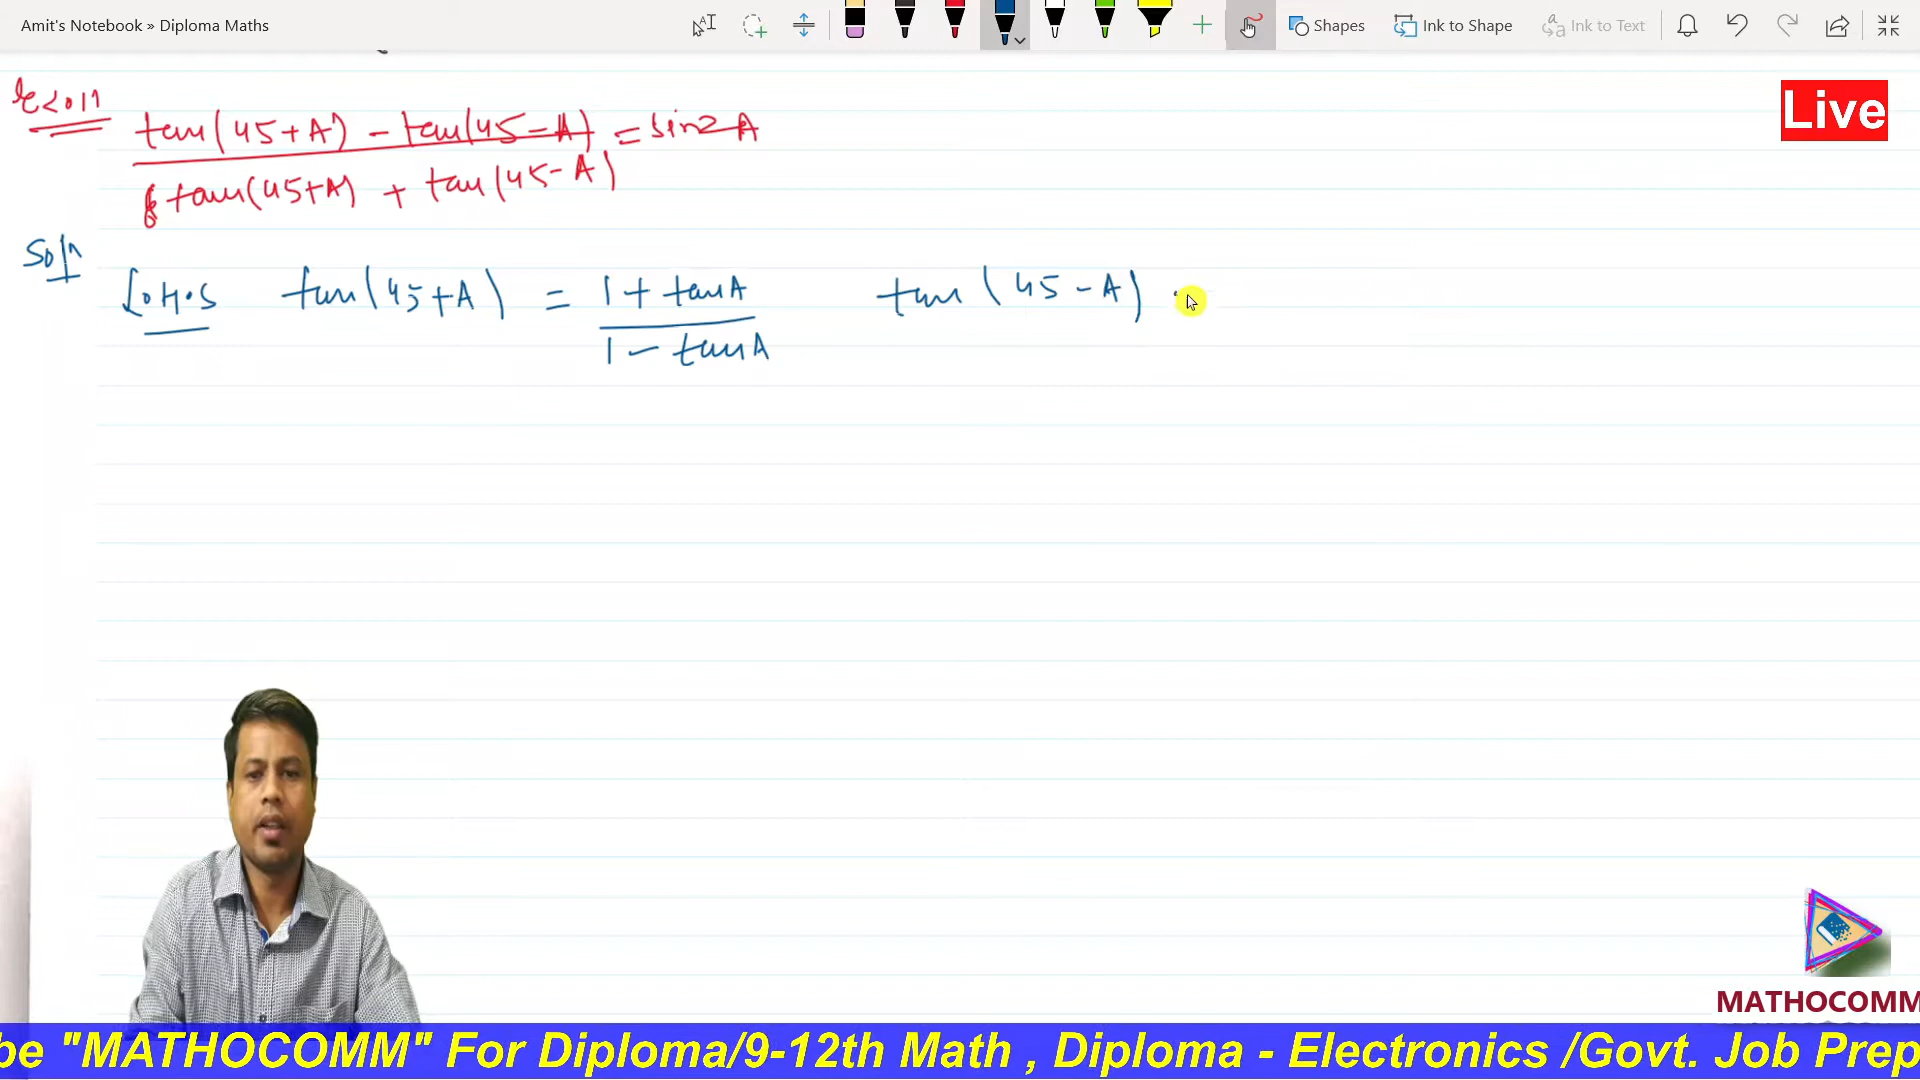 Amit's Notebook » Diploma Maths
Shapes
Ink to Shape
Ink to Text
Live
tan(45+A) - tan(45-A) = sin2A
tan(45+A) + tan(45-A)
Soln
L.H.S tan(45+A) = 1 + tanA tan(45-A)
1 - tanA
MATHOCOMM
be "MATHOCOMM" For Diploma/9-12th Math , Diploma - Electronics /Govt. Job Prep